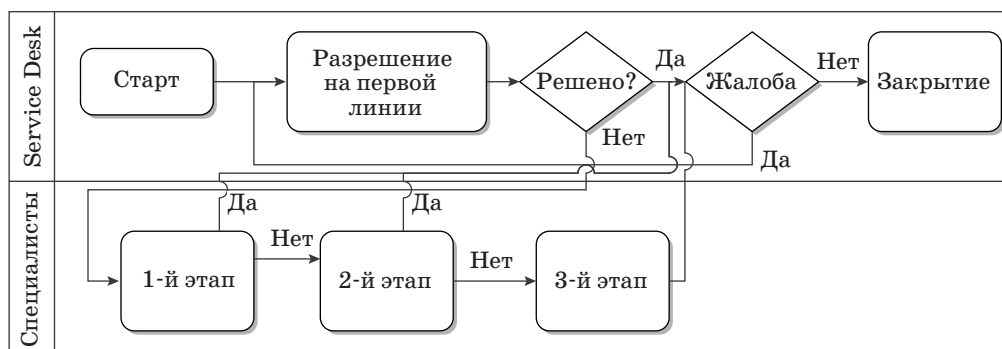 Service Desk
Старт
Разрешение
на первой
линии
Решено?
Да
Жалоба
Нет
Закрытие
Нет
Да
Специалисты
Да
Да
Нет
Нет
1-й этап
2-й этап
3-й этап